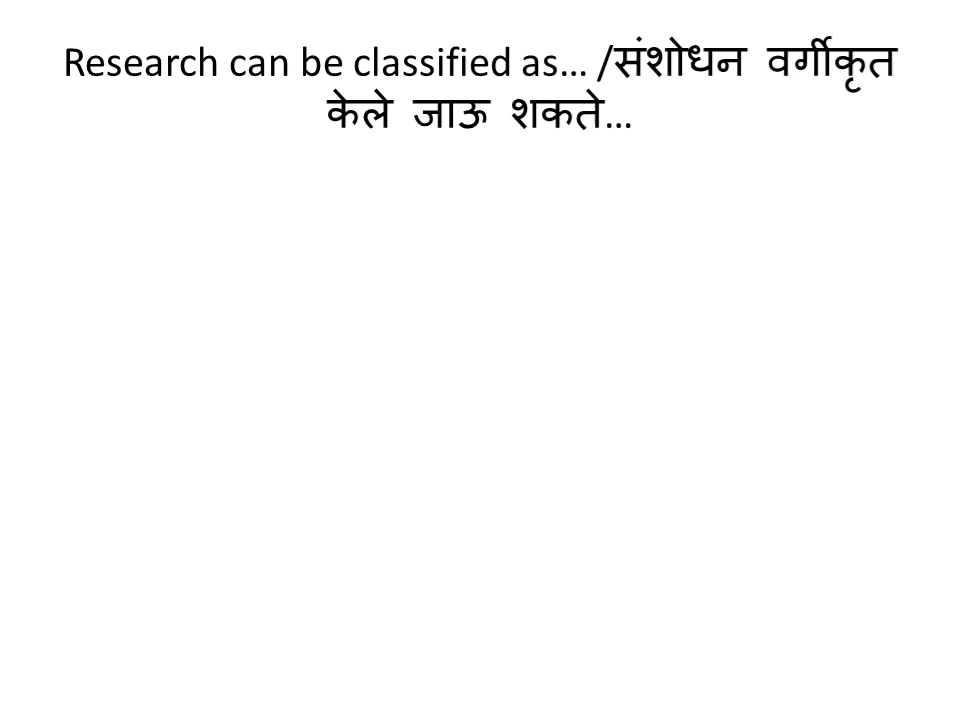 Research can be classified as… /संशोधन वर्गीकृत
केले जाऊ शकते…